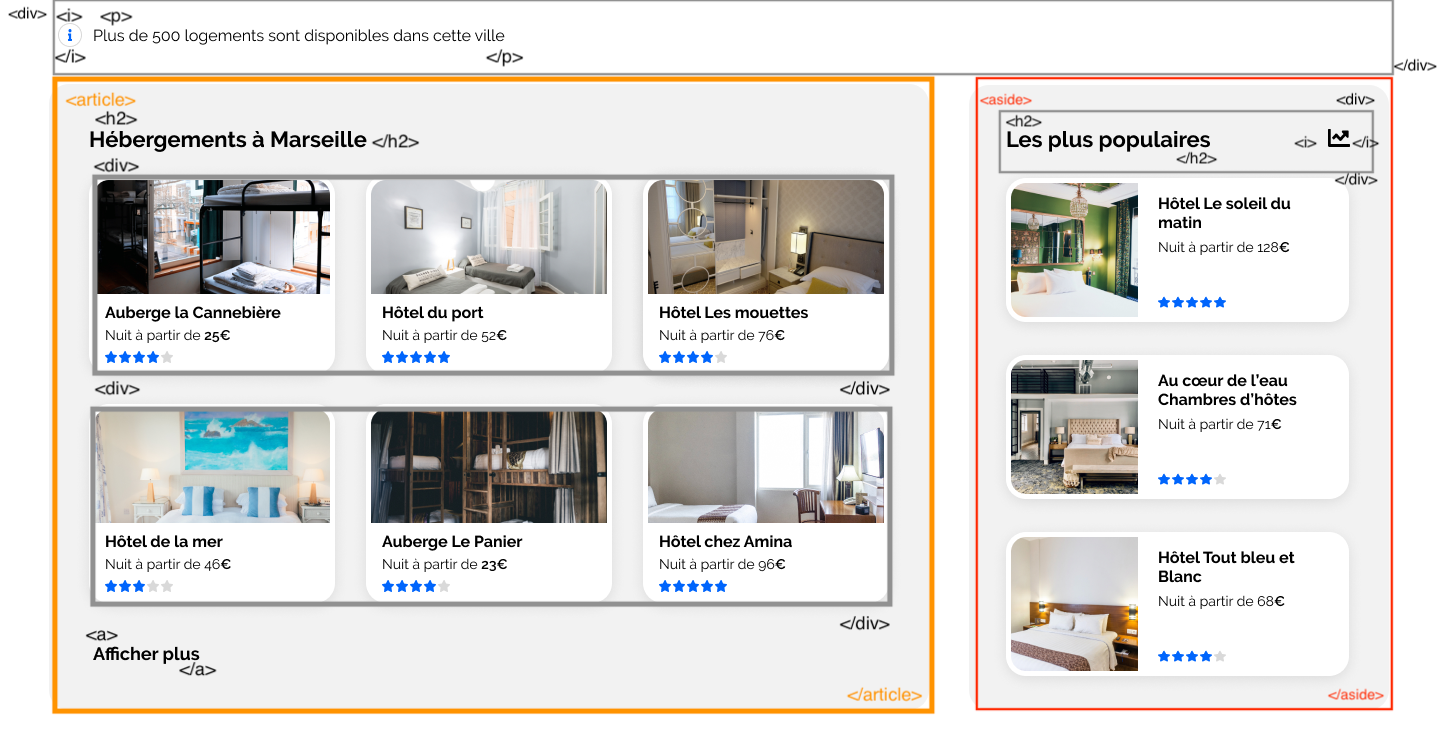 <div> <i> <p>
Plus de 500 logements sont disponibles dans cette ville
</i> </p>
</div>
<article>
<h2>
Hébergements à Marseille </h2>
<div>
Auberge la Cannebière
Nuit à partir de 25€
Hôtel du port
Nuit à partir de 52€
Hôtel Les mouettes
Nuit à partir de 76€
<div> </div>
Hôtel de la mer
Nuit à partir de 46€
Auberge Le Panier
Nuit à partir de 23€
Hôtel chez Amina
Nuit à partir de 96€
</div>
<a>
Afficher plus
</a>
</article>
<aside> <div>
<h2>
Les plus populaires <i> </i>
</h2>
</div>
Hôtel Le soleil du
matin
Nuit à partir de 128€
Au cœur de l'eau
Chambres d'hôtes
Nuit à partir de 71€
Hôtel Tout bleu et
Blanc
Nuit à partir de 68€
</aside>